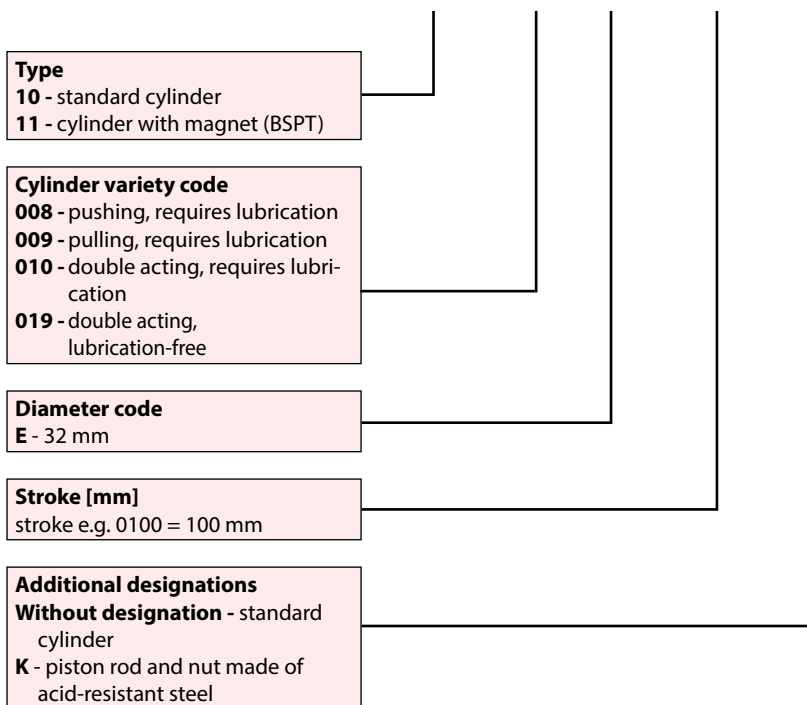 Type
10 - standard cylinder
11 - cylinder with magnet (BSPT)
Cylinder variety code
008 - pushing, requires lubrication
009 - pulling, requires lubrication
010 - double acting, requires lubri-
cation
019 - double acting,
lubrication-free
Diameter code
E - 32 mm
Stroke [mm]
stroke e.g. 0100 = 100 mm
Additional designations
Without designation - standard
cylinder
K - piston rod and nut made of
acid-resistant steel